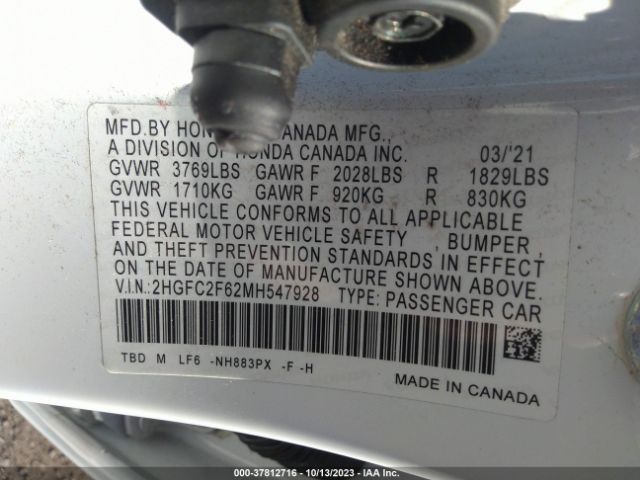 MFD.BY HON CANADA MFG.,
A DIVISION OF HONDA CANADA INC. 03/'21
GVWR 3769LBS GAWR F 2028LBS R 1829LBS
GVWR 1710KG GAWR F 920KG R 830KG
THIS VEHICLE CONFORMS TO ALL APPLICABLE
FEDERAL MOTOR VEHICLE SAFETY , BUMPER,
AND THEFT PREVENTION STANDARDS IN EFFECT
ON THE DATE OF MANUFACTURE SHOWN ABOVE.
V.I.N.:2HGFC2F62MH547928 TYPE: PASSENGER CAR
TBD M LF6 -NH883PX -F -H
MADE IN CANADA
000-37812716 - 10/13/2023 - IAA Inc.